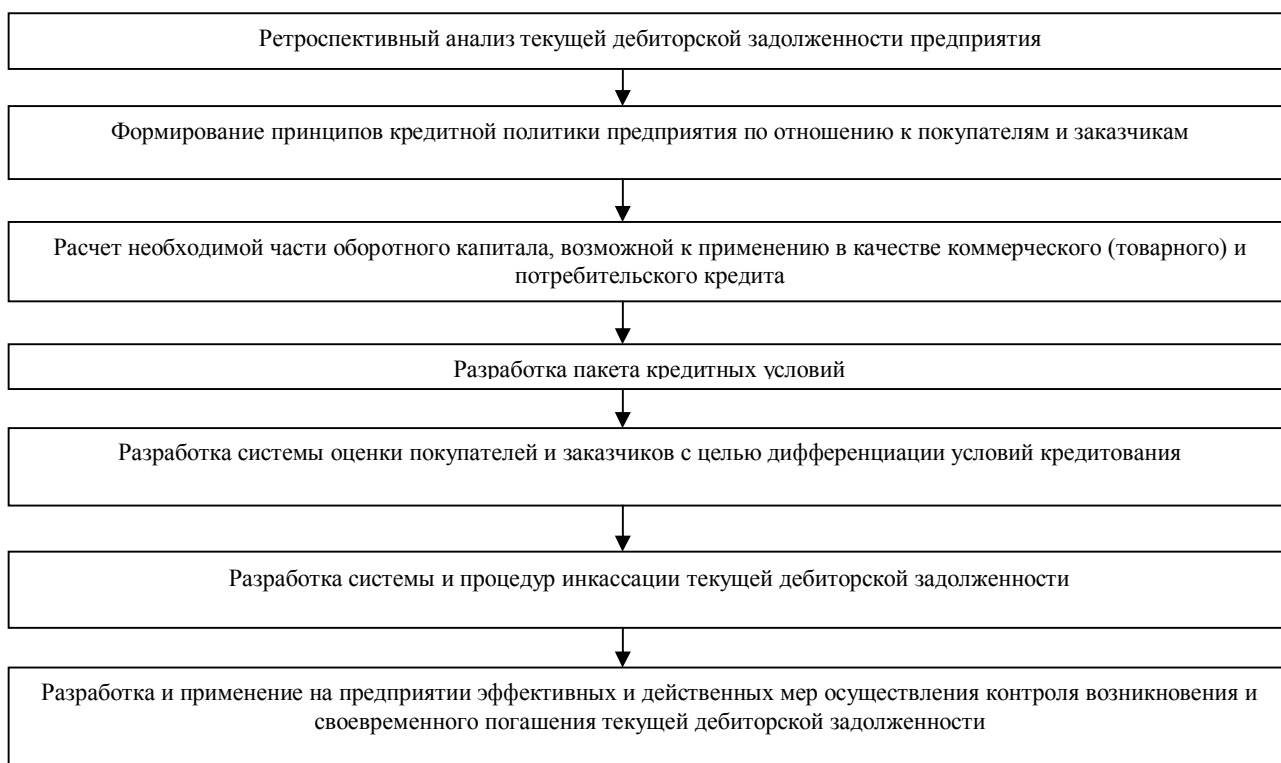 Ретроспективный анализ текущей дебиторской задолженности предприятия
Формирование принципов кредитной политики предприятия по отношению к покупателям и заказчикам
Расчет необходимой части оборотного капитала, возможной к применению в качестве коммерческого (товарного) и
потребительского кредита
Разработка пакета кредитных условий
Разработка системы оценки покупателей и заказчиков с целью дифференциации условий кредитования
Разработка системы и процедур инкассации текущей дебиторской задолженности
Разработка и применение на предприятии эффективных и действенных мер осуществления контроля возникновения и
своевременного погашения текущей дебиторской задолженности